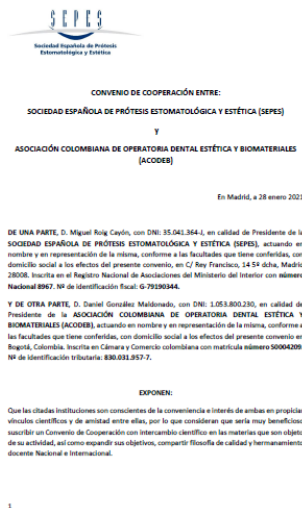 SEPES
Sociedad Española de Prótesis
Estomatológica y Estética
CONVENIO DE COOPERACIÓN ENTRE:
SOCIEDAD ESPAÑOLA DE PRÓTESIS ESTOMATOLÓGICA Y ESTÉTICA (SEPES)
Y
ASOCIACIÓN COLOMBIANA DE OPERATORIA DENTAL ESTÉTICA Y BIOMATERIALES
(ACODEB)
En Madrid, a 28 enero 2021
DE UNA PARTE, D. Miguel Roig Cayón, con DNI: 35.041.364-J, en calidad de Presidente de la
SOCIEDAD ESPAÑOLA DE PRÓTESIS ESTOMATOLÓGICA Y ESTÉTICA (SEPES), actuando en
nombre y en representación de la misma, conforme a las facultades que tiene conferidas, con
domicilio social a los efectos del presente convenio, en C/ Rey Francisco, 14 5º dcha, Madrid
28008. Inscrita en el Registro Nacional de Asociaciones del Ministerio del Interior con número
Nacional 8967. Nº de identificación fiscal: G-79190344.
Y DE OTRA PARTE, D. Daniel González Maldonado, con DNI: 1.053.800.230, en calidad de
Presidente de la ASOCIACIÓN COLOMBIANA DE OPERATORIA DENTAL ESTÉTICA Y
BIOMATERIALES (ACODEB), actuando en nombre y en representación de la misma, conforme a
las facultades que tiene conferidas, con domicilio social a los efectos del presente convenio en
Bogotá, Colombia. Inscrita en Cámara y Comercio colombiana con matrícula número S0004209.
Nº de identificación tributaria: 830.031.957-7.
EXPONEN:
Que las citadas instituciones son conscientes de la conveniencia e interés de ambas en propiciar
vínculos científicos y de amistad entre ellas, por lo que consideran que sería muy beneficioso
suscribir un Convenio de Cooperación con intercambio científico en las materias que son objeto
de su actividad, así como expandir sus objetivos, compartir filosofía de calidad y hermanamiento
docente Nacional e Internacional.
1